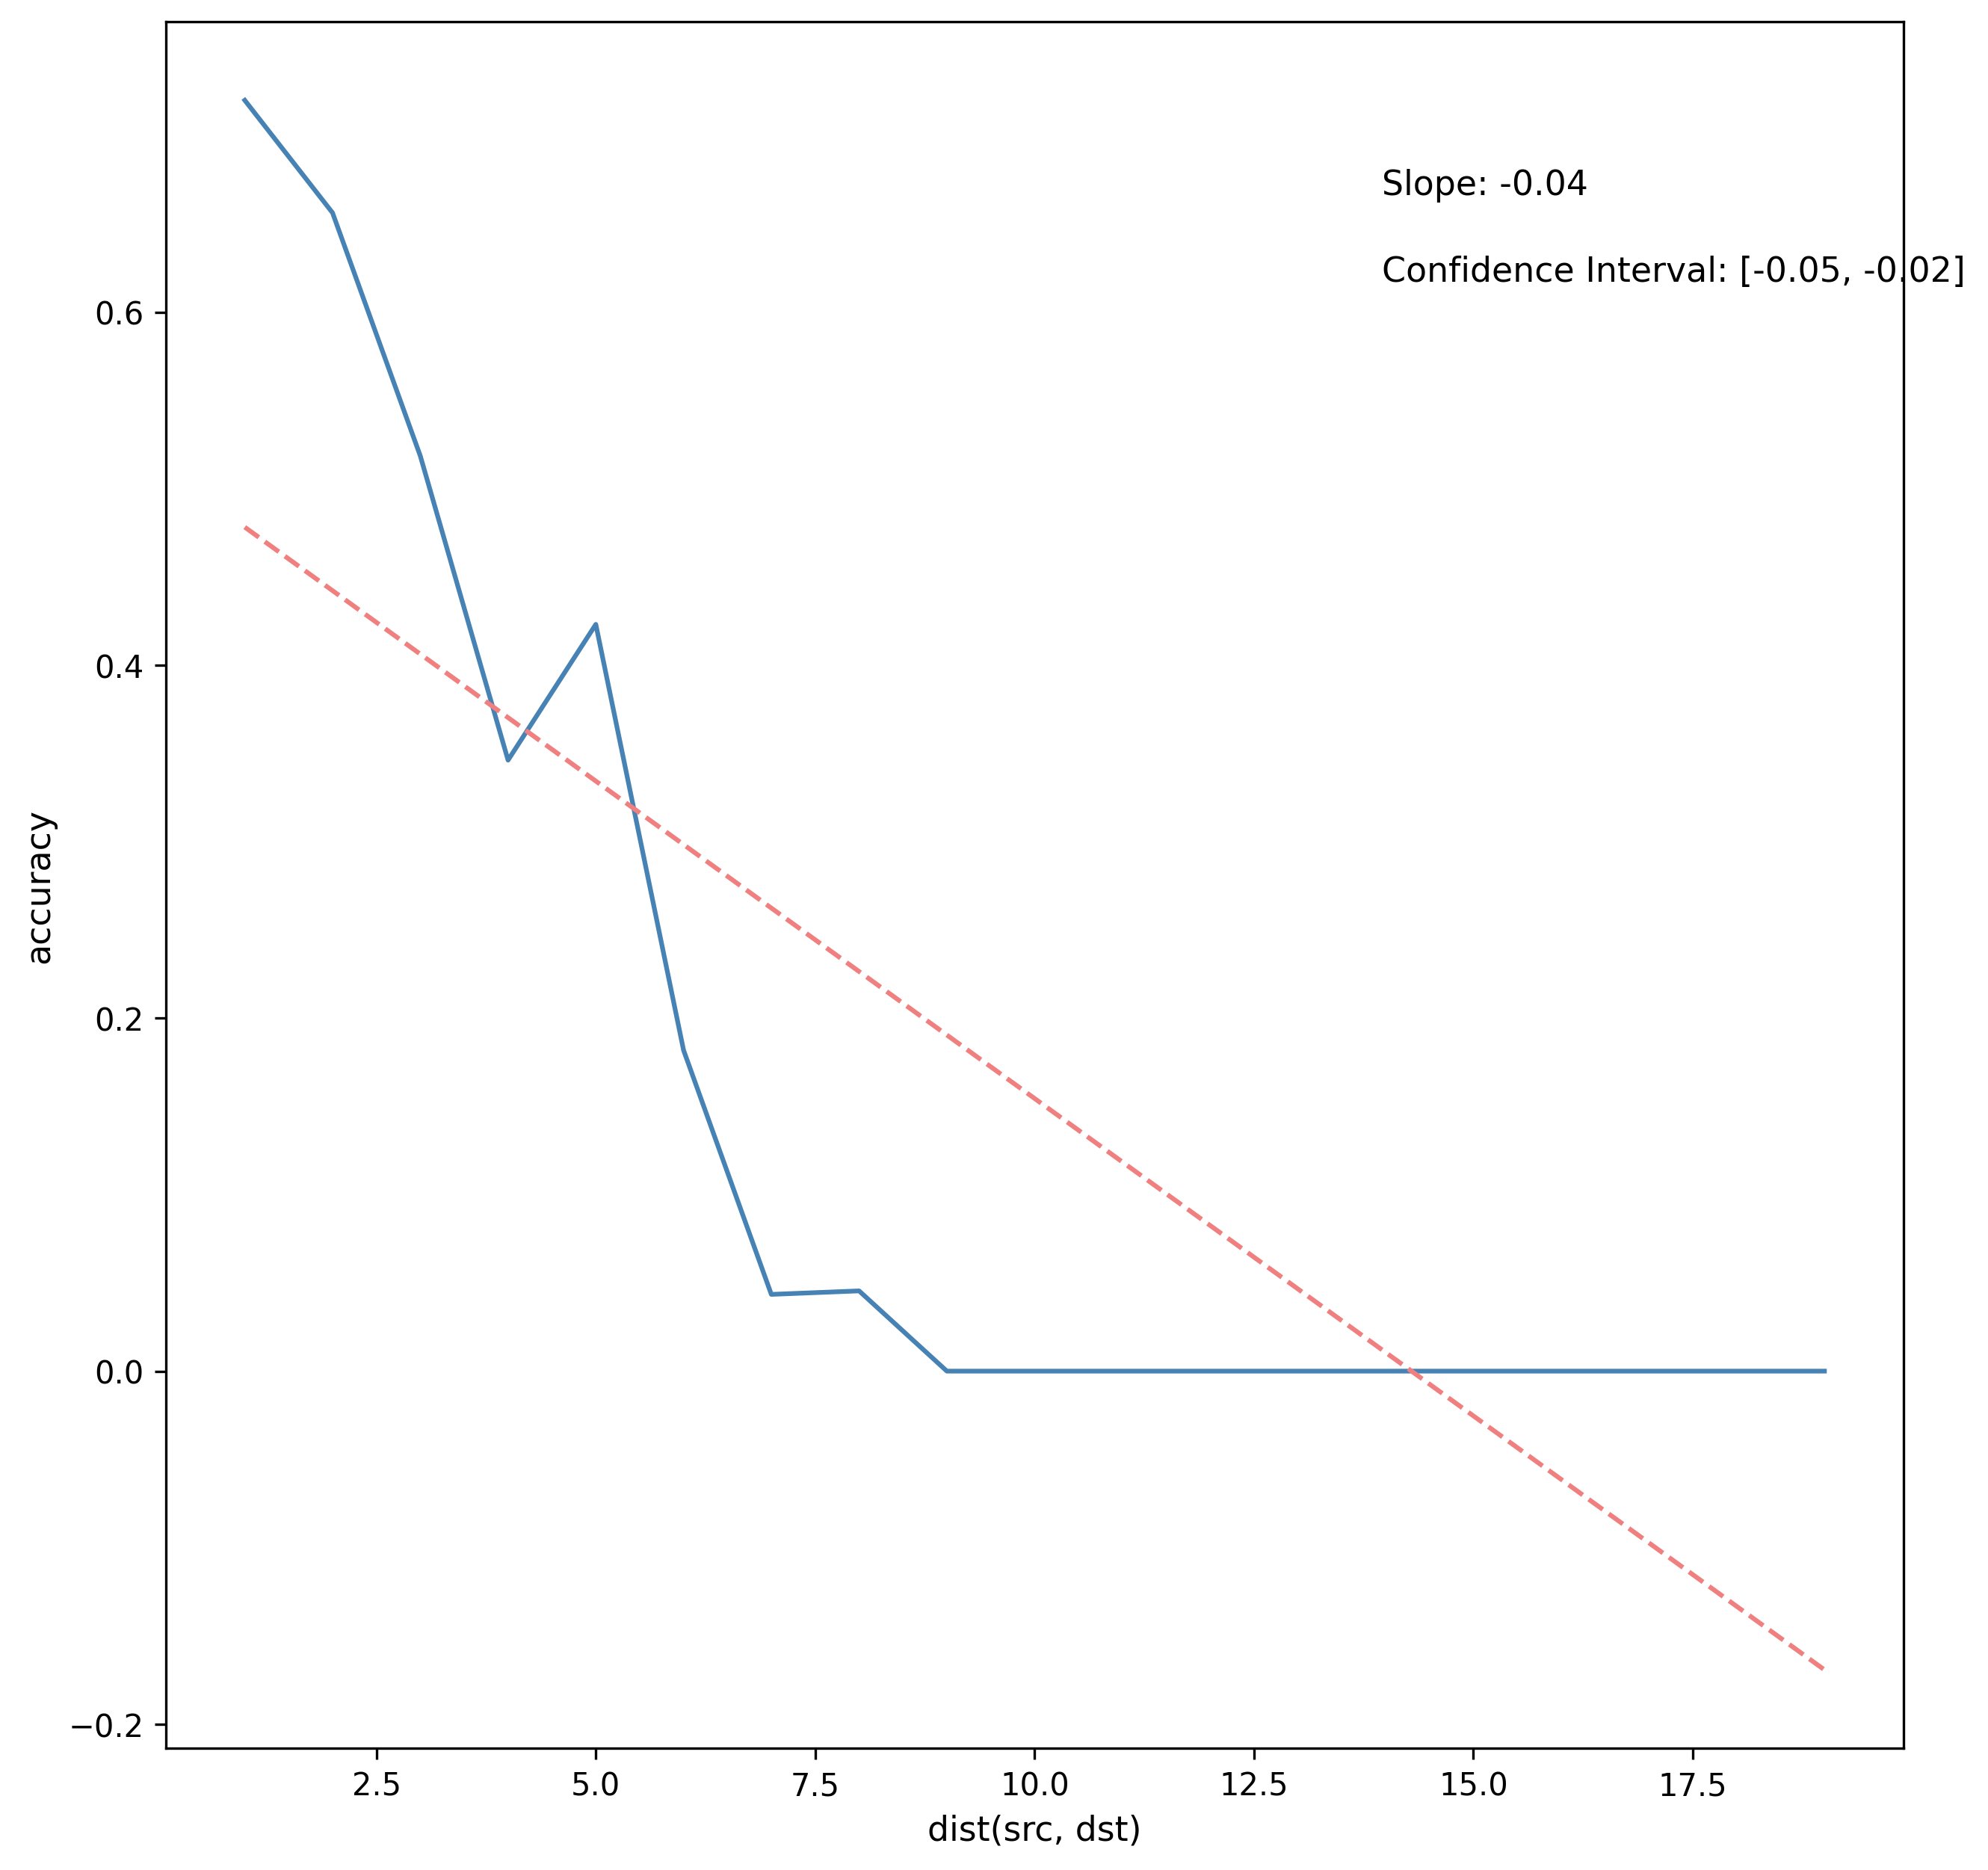 Slope: -0.04
Confidence Interval: [-0.05, -0.02]
accuracy
0.6
0.4
0.2
0.0
−0.2
2.5 5.0 7.5 10.0 12.5 15.0 17.5
dist(src, dst)